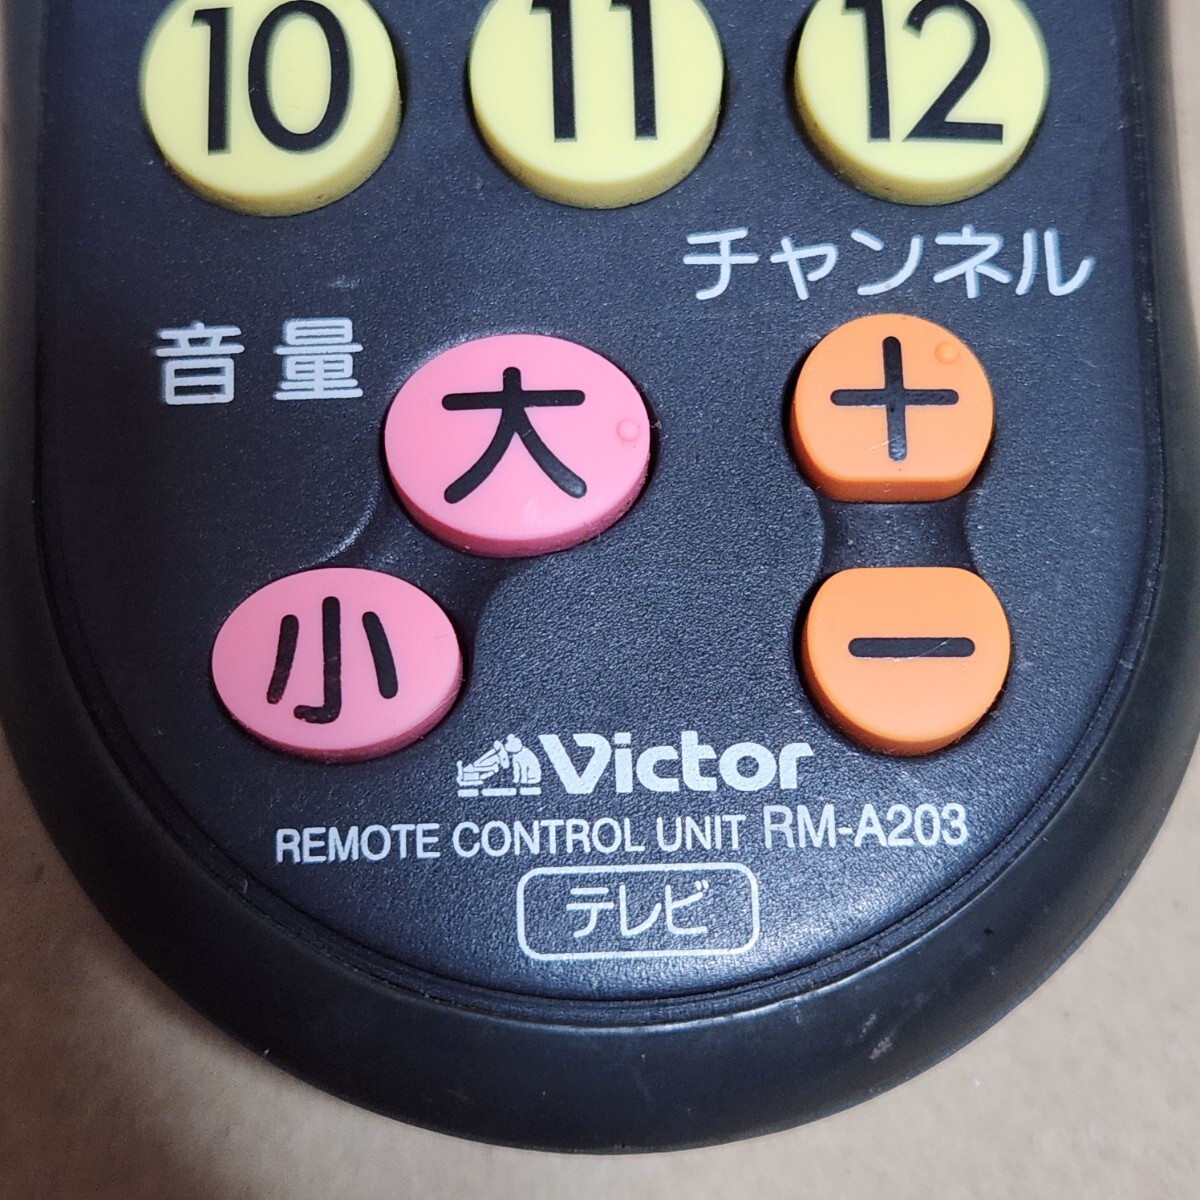 10 11 12
チャンネル
音量 大 +
小 −
Victor
REMOTE CONTROL UNIT RM-A203
テレビ